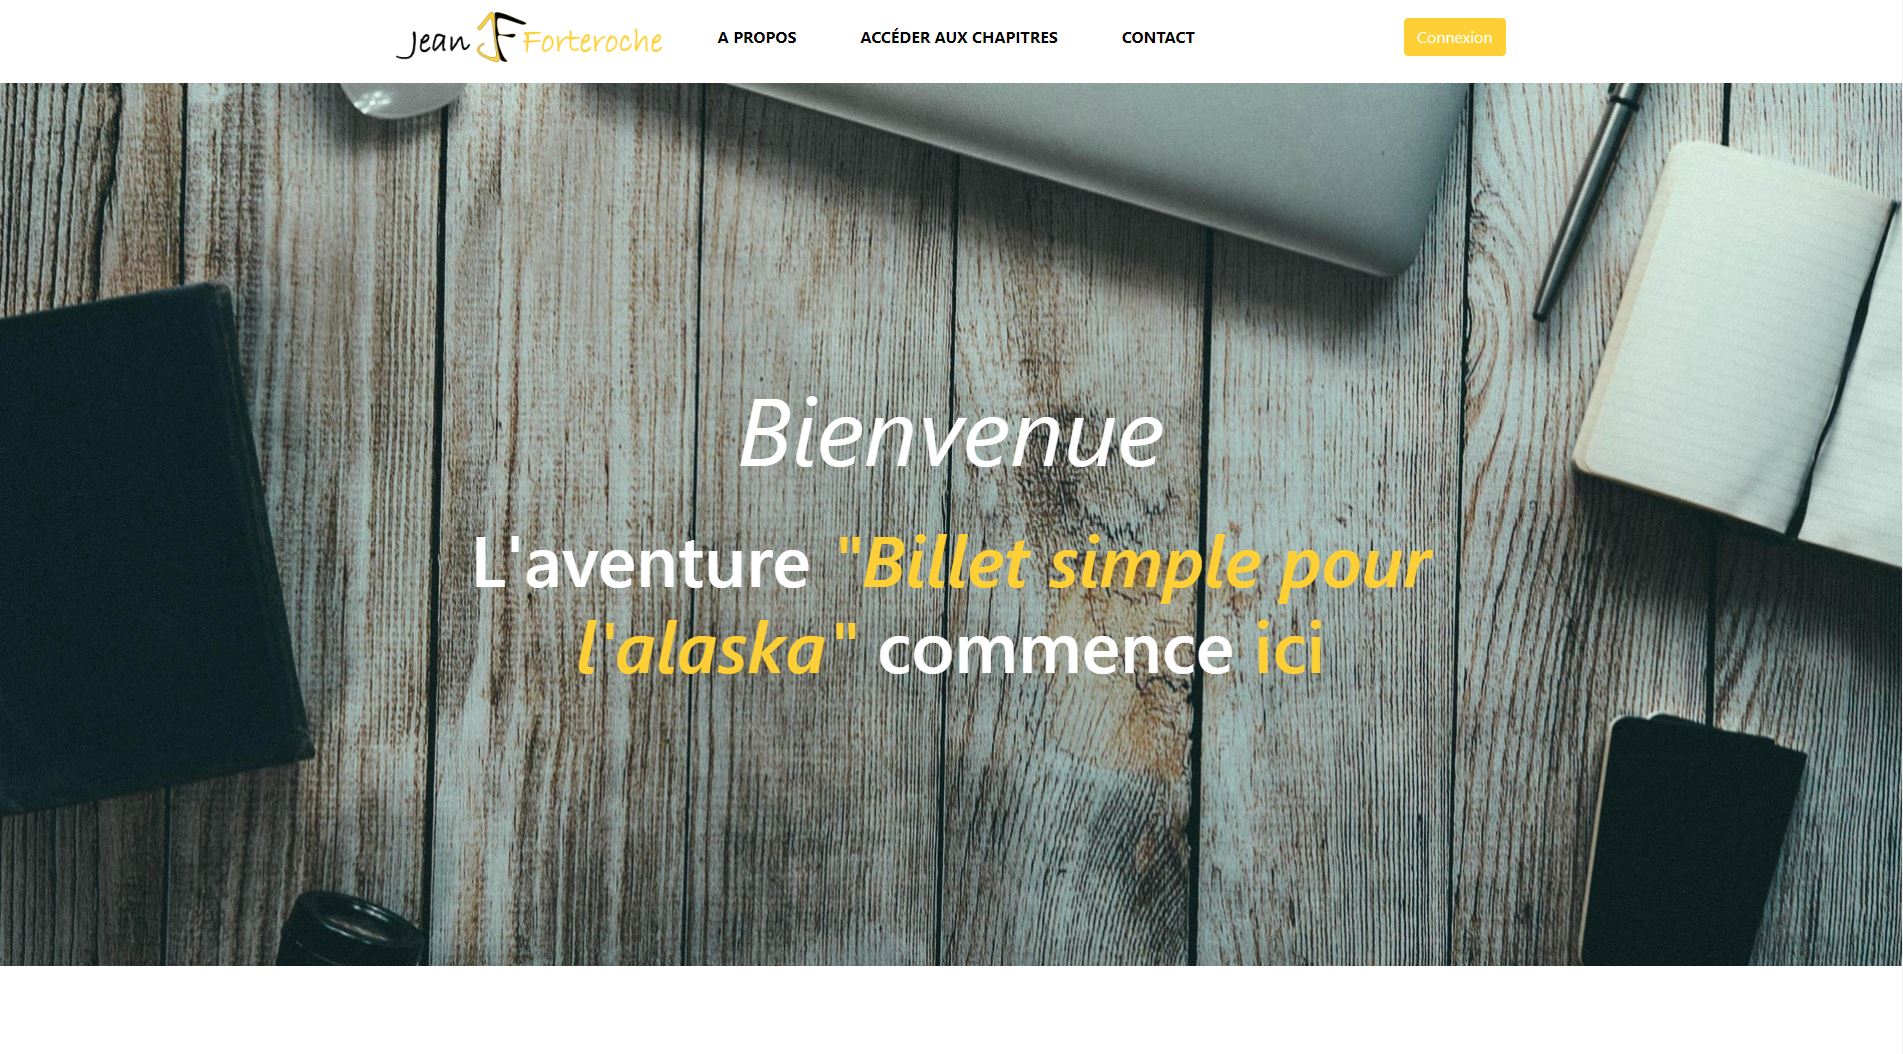 Jean JF Forteroche
A PROPOS
ACCÉDER AUX CHAPITRES
CONTACT
Connexion
Bienvenue
L'aventure "Billet simple pour
l'alaska" commence ici